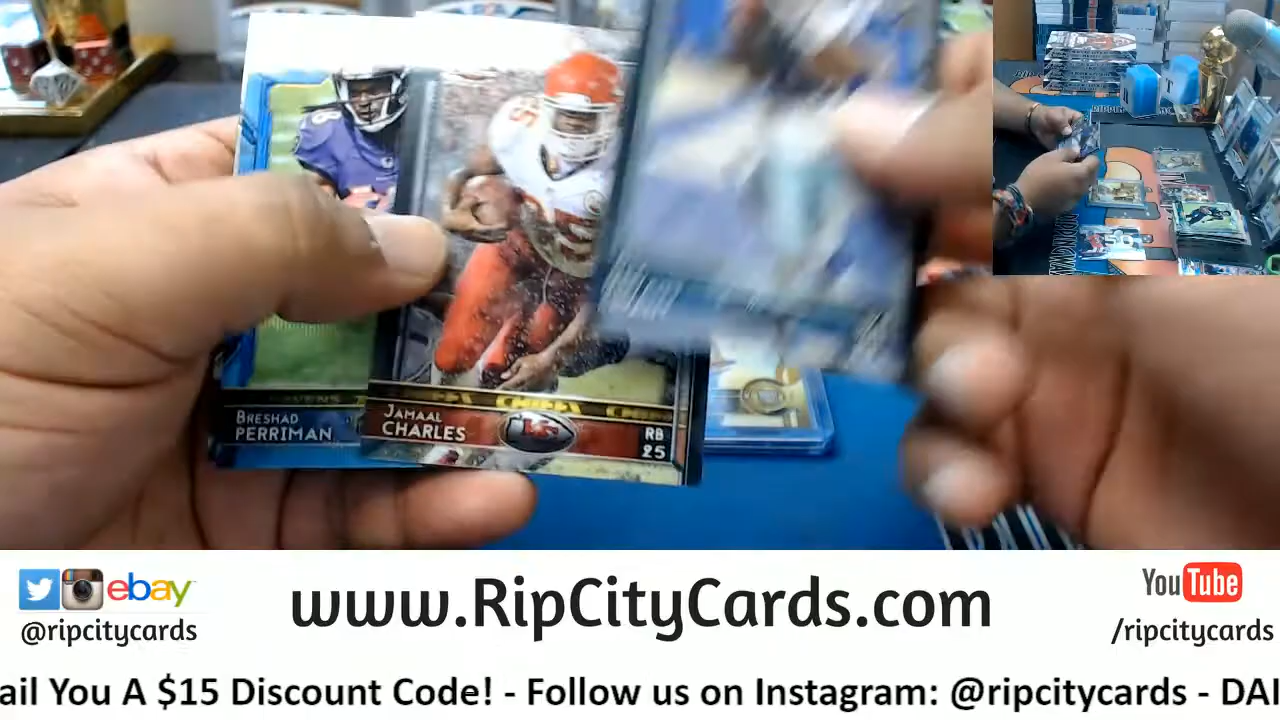 BRESHAD
PERRIMAN
JAMAAL
CHARLES
CHIEFS
RB
25
ebay
@ripcitycards
www.RipCityCards.com
YouTube
/ripcitycards
ail You A $15 Discount Code! - Follow us on Instagram: @ripcitycards - DAI